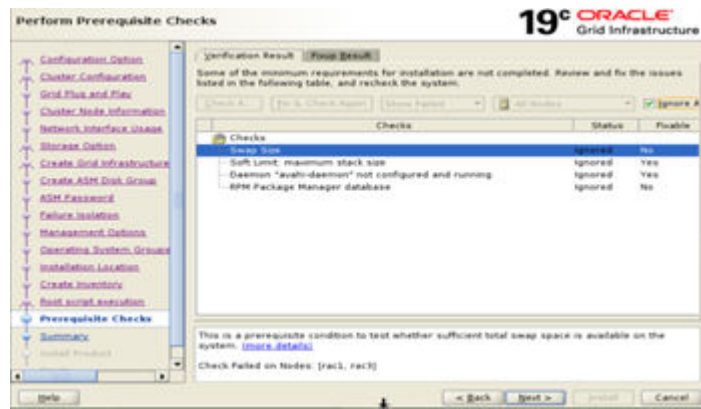 Perform Prerequisite Checks
19c ORACLE
Grid Infrastructure
Configuration Option
Cluster Configuration
Grid Plug and Play
Cluster Node Information
Network Interface Usage
Storage Option
Create Grid Infrastructure
Create ASM Disk Group
ASM Password
Failure Isolation
Management Options
Operating System Groups
Installation Location
Create Inventory
Root script execution
Prerequisite Checks
Summary
Install Product
Verification Result Fixup Result
Some of the minimum requirements for installation are not completed. Review and fix the issues
listed in the following table, and recheck the system.
Check A... Fix & Check Again Show Failed All Nodes Ignore A
Checks Status Fixable
Checks
Swap Size Ignored No
Soft Limit: maximum stack size Ignored Yes
Daemon "avahi-daemon" not configured and running Ignored Yes
RPM Package Manager database Ignored No
This is a prerequisite condition to test whether sufficient total swap space is available on the
system. (more details)
Check Failed on Nodes: [rac1, rac3]
Help < Back Next > Install Cancel